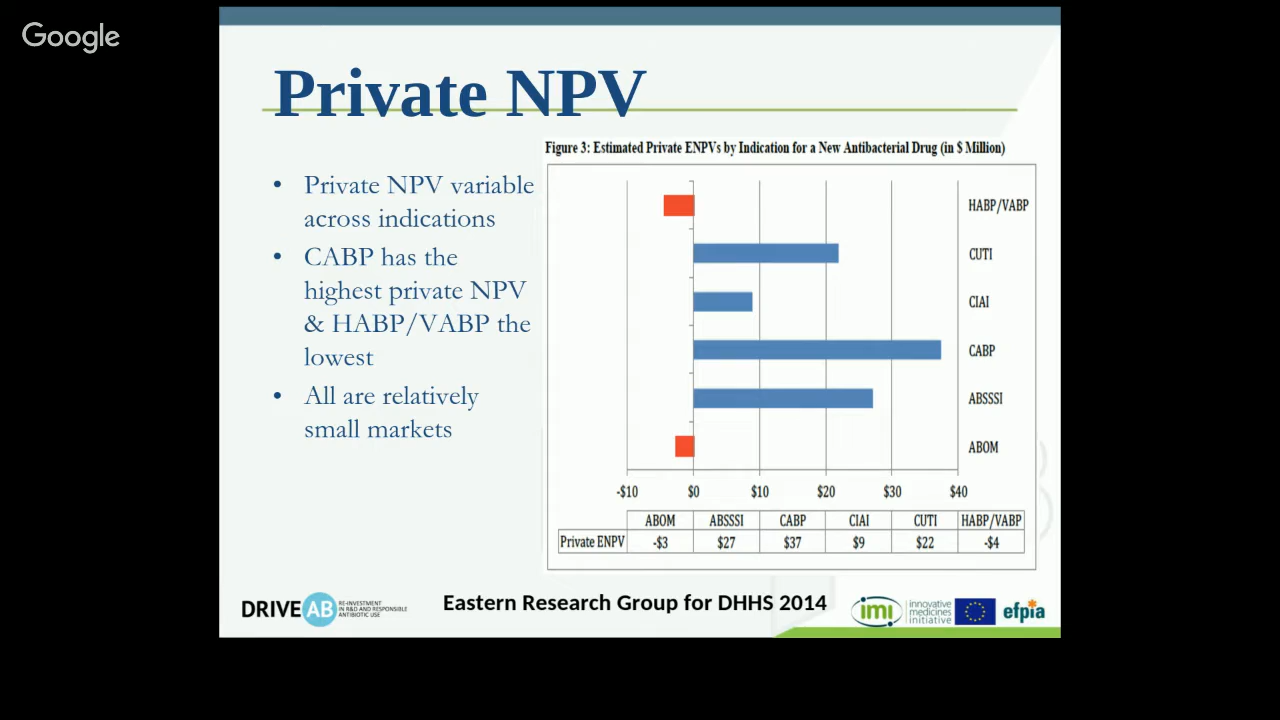 Google
Private NPV
• Private NPV variable
across indications
• CABP has the
highest private NPV
& HABP/VABP the
lowest
• All are relatively
small markets
Figure 3: Estimated Private ENPVs by Indication for a New Antibacterial Drug (in $ Million)
HABP/VABP
CUTI
CIAI
CABP
ABSSSI
ABOM
-$10 $0 $10 $20 $30 $40
ABOM ABSSSI CABP CIAI CUTI HABP/VABP
Private ENPV -$3 $27 $37 $9 $22 -$4
DRIVE AB
RE-INVESTMENT
IN R&D AND RESPONSIBLE
ANTIBIOTIC USE
Eastern Research Group for DHHS 2014
imi
innovative
medicines
initiative
efpia